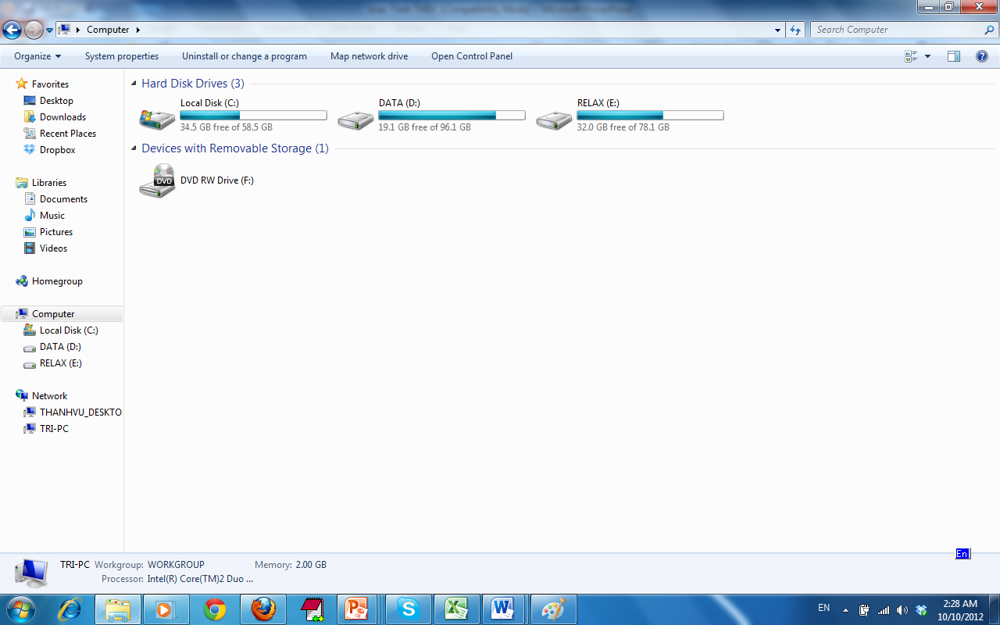 Computer
Search Computer
Organize System properties Uninstall or change a program Map network drive Open Control Panel
Favorites
Desktop
Downloads
Recent Places
Dropbox
Libraries
Documents
Music
Pictures
Videos
Homegroup
Computer
Local Disk (C:)
DATA (D:)
RELAX (E:)
Network
THANHVU_DESKTO
TRI-PC
Hard Disk Drives (3)
Local Disk (C:)
34.5 GB free of 58.5 GB
DATA (D:)
19.1 GB free of 96.1 GB
RELAX (E:)
32.0 GB free of 78.1 GB
Devices with Removable Storage (1)
DVD
DVD RW Drive (F:)
En
TRI-PC Workgroup: WORKGROUP Memory: 2.00 GB
Processor: Intel(R) Core(TM)2 Duo ...
EN
2:28 AM
10/10/2012